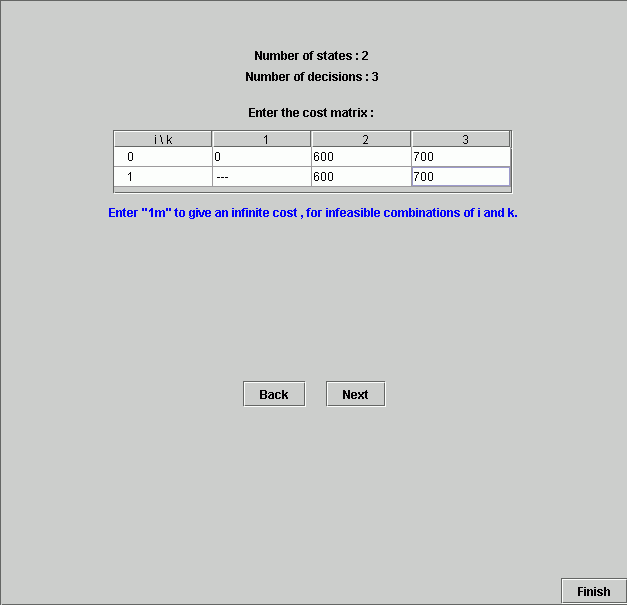 Number of states : 2
Number of decisions : 3
Enter the cost matrix :
i \ k 1 2 3
0 0 600 700
1 --- 600 700
Enter "1m" to give an infinite cost , for infeasible combinations of i and k.
Back Next
Finish